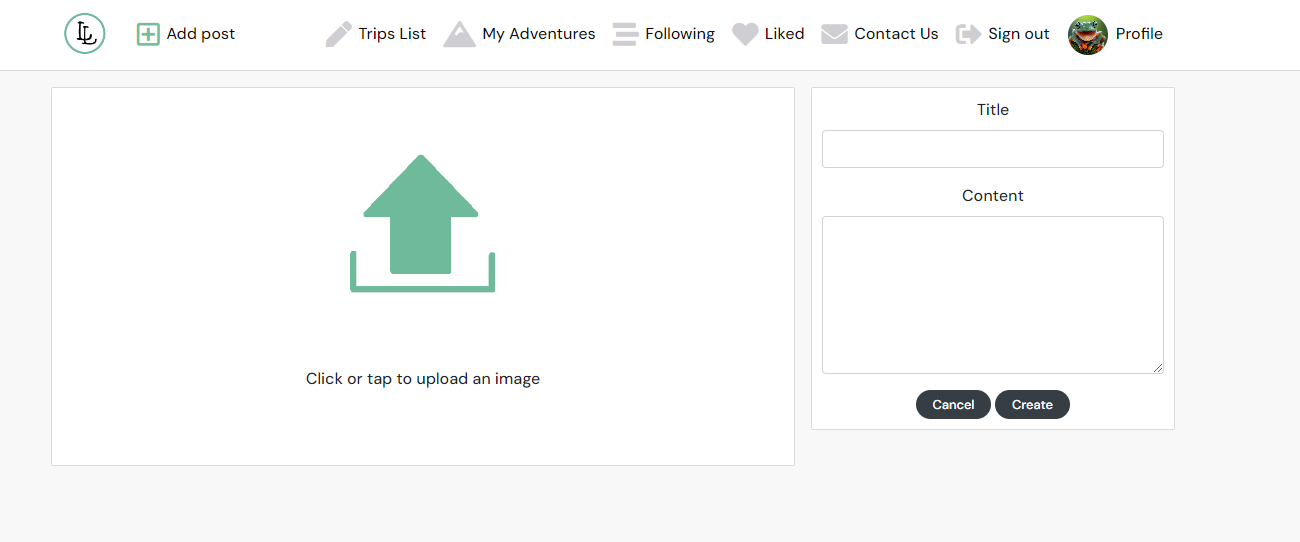 LL Add post Trips List My Adventures Following Liked Contact Us Sign out Profile
Title
Content
Click or tap to upload an image
Cancel Create